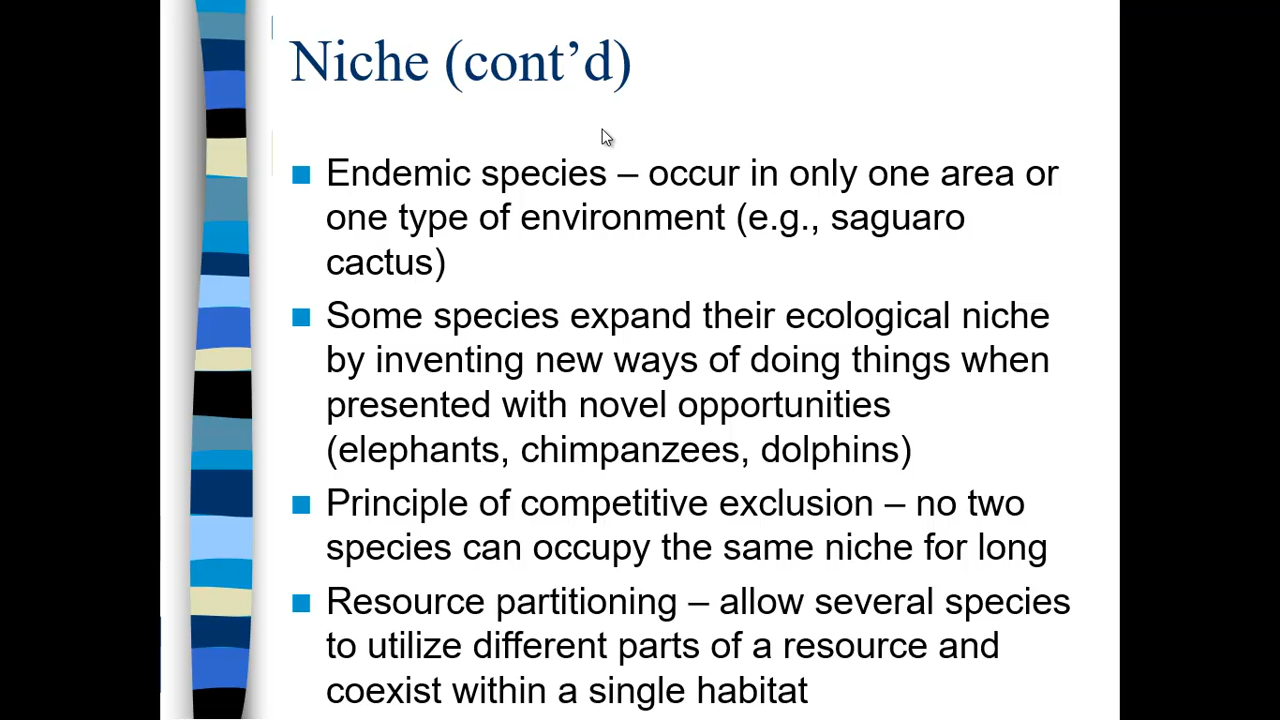 Niche (cont’d)
Endemic species – occur in only one area or
one type of environment (e.g., saguaro
cactus)
Some species expand their ecological niche
by inventing new ways of doing things when
presented with novel opportunities
(elephants, chimpanzees, dolphins)
Principle of competitive exclusion – no two
species can occupy the same niche for long
Resource partitioning – allow several species
to utilize different parts of a resource and
coexist within a single habitat